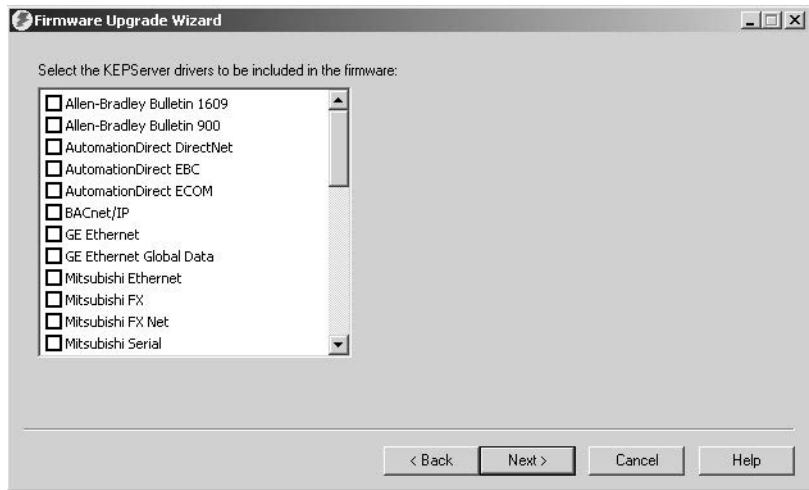 Firmware Upgrade Wizard
Select the KEPServer drivers to be included in the firmware:
Allen-Bradley Bulletin 1609
Allen-Bradley Bulletin 900
AutomationDirect DirectNet
AutomationDirect EBC
AutomationDirect ECOM
BACnet/IP
GE Ethernet
GE Ethernet Global Data
Mitsubishi Ethernet
Mitsubishi FX
Mitsubishi FX Net
Mitsubishi Serial
< Back Next > Cancel Help